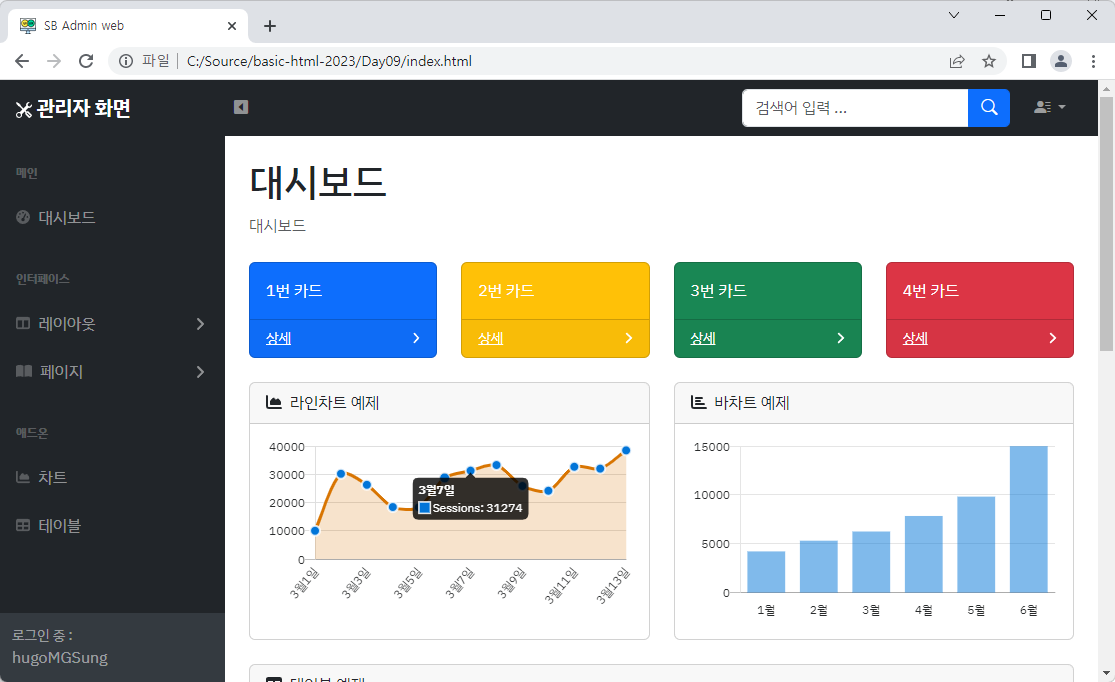 SB Admin web
파일 C:/Source/basic-html-2023/Day09/index.html
관리자 화면
검색어 입력 ...
메인
대시보드
인터페이스
레이아웃
페이지
애드온
차트
테이블
로그인 중 :
hugoMGSung
대시보드
대시보드
1번 카드
상세
2번 카드
상세
3번 카드
상세
4번 카드
상세
라인차트 예제
40000
30000
20000
10000
0
3월7일
Sessions: 31274
3월1일 3월3일 3월5일 3월7일 3월9일 3월11일 3월13일
바차트 예제
15000
10000
5000
0
1월 2월 3월 4월 5월 6월
테이블 예제